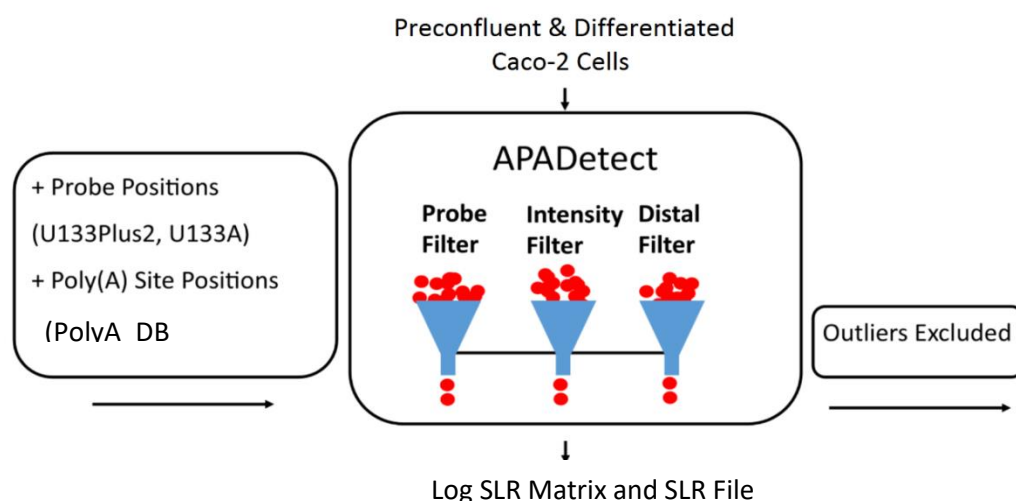 Preconfluent & Differentiated
Caco-2 Cells
+ Probe Positions
(U133Plus2, U133A)
+ Poly(A) Site Positions
(PolyA_DB
APADetect
Probe
Filter
Intensity
Filter
Distal
Filter
Outliers Excluded
Log SLR Matrix and SLR File